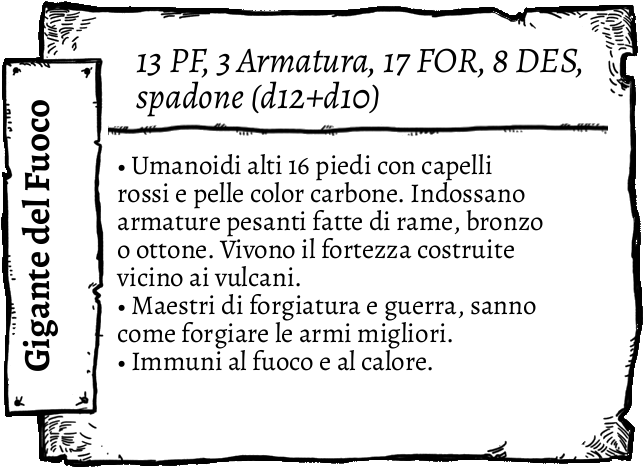 Gigante del Fuoco
13 PF, 3 Armatura, 17 FOR, 8 DES,
spadone (d12+d10)
• Umanoidi alti 16 piedi con capelli
rossi e pelle color carbone. Indossano
armature pesanti fatte di rame, bronzo
o ottone. Vivono il fortezza costruite
vicino ai vulcani.
• Maestri di forgiatura e guerra, sanno
come forgiare le armi migliori.
• Immuni al fuoco e al calore.